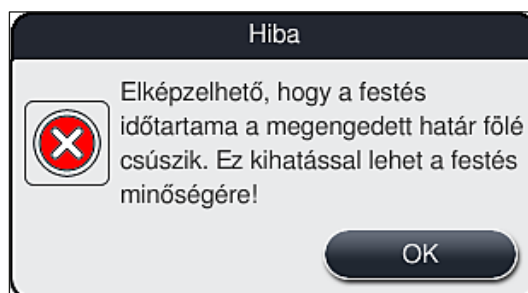 Hiba
Elképzelhető, hogy a festés
időtartama a megengedett határ fölé
csúszik. Ez kihatással lehet a festés
minőségére!
OK